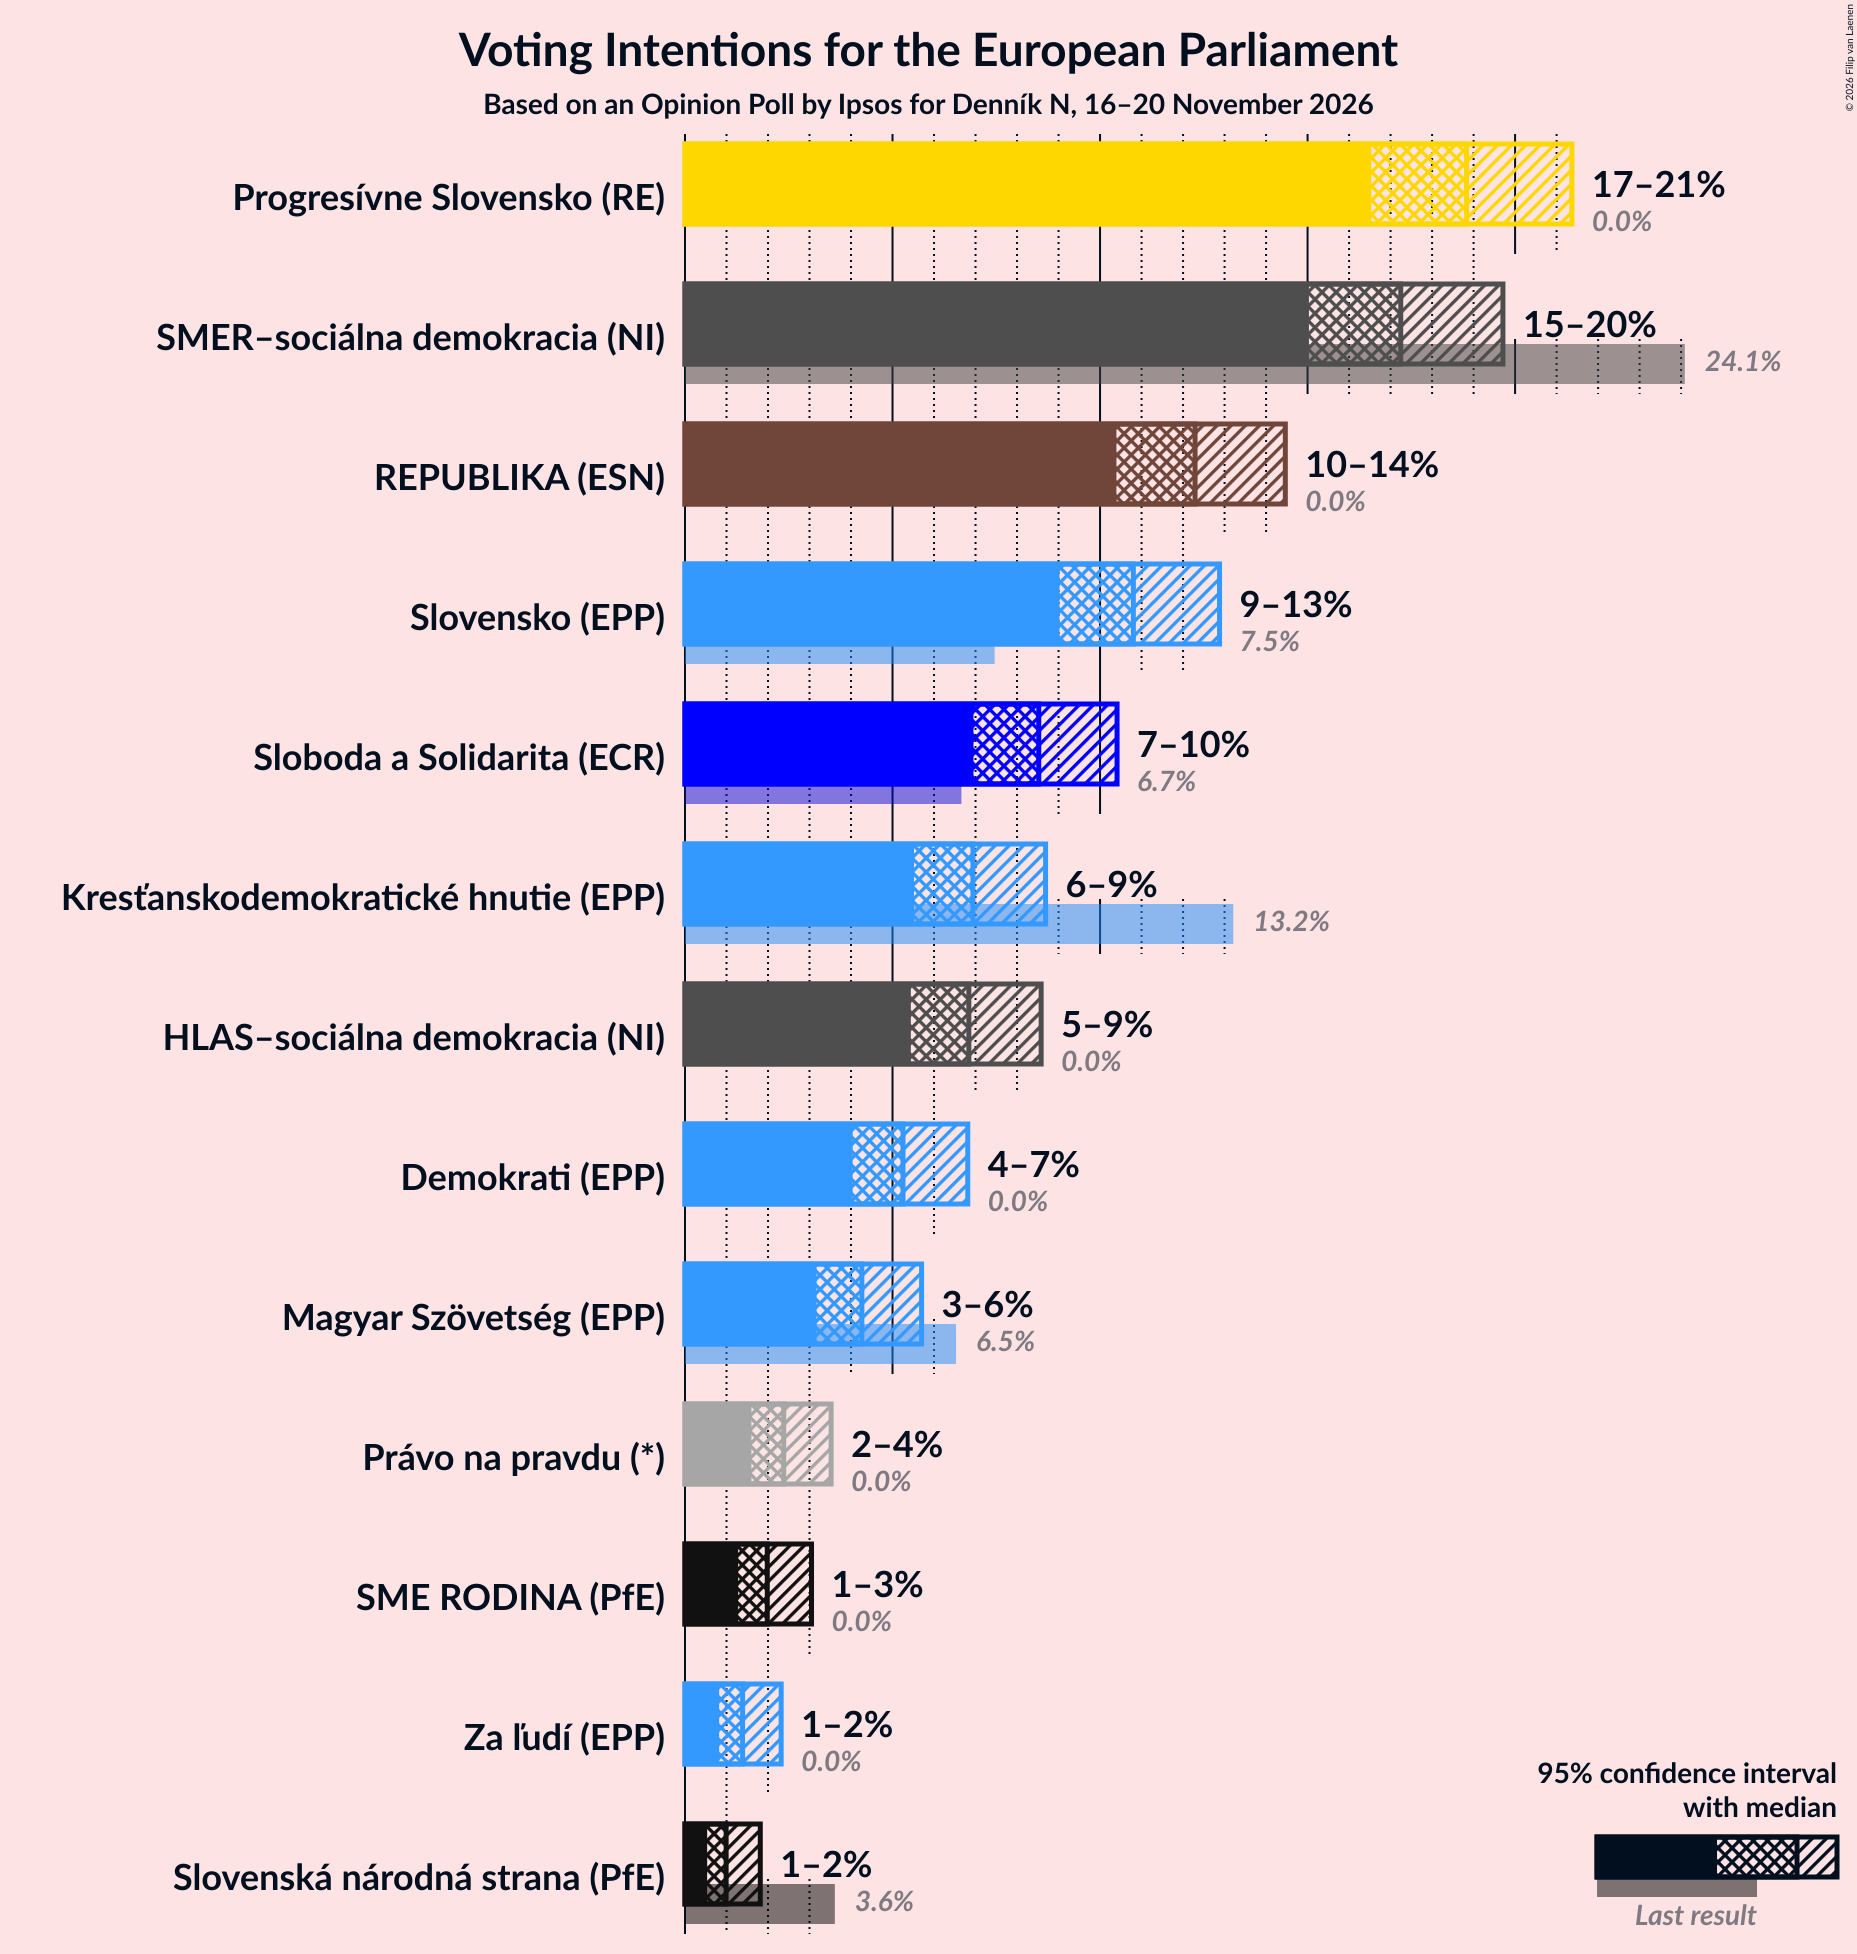 Voting Intentions for the European Parliament
Based on an Opinion Poll by Ipsos for Denník N, 16–20 November 2026
© 2026 Filip van Laenen
Progresívne Slovensko (RE)
17–21%
0.0%
SMER–sociálna demokracia (NI)
15–20%
24.1%
REPUBLIKA (ESN)
10–14%
0.0%
Slovensko (EPP)
9–13%
7.5%
Sloboda a Solidarita (ECR)
7–10%
6.7%
Kresťanskodemokratické hnutie (EPP)
6–9%
13.2%
HLAS–sociálna demokracia (NI)
5–9%
0.0%
Demokrati (EPP)
4–7%
0.0%
Magyar Szövetség (EPP)
3–6%
6.5%
Právo na pravdu (*)
2–4%
0.0%
SME RODINA (PfE)
1–3%
0.0%
Za ľudí (EPP)
1–2%
0.0%
Slovenská národná strana (PfE)
1–2%
3.6%
95% confidence interval
with median
Last result